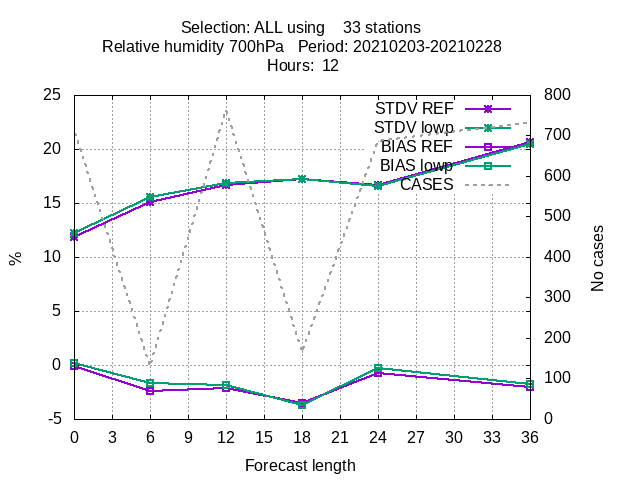 Selection: ALL using    33 stations
Relative humidity 700hPa   Period: 20210203-20210228
Hours:  12
STDV REF
STDV lowp
BIAS REF
BIAS lowp
CASES
25
20
15
10
5
0
-5
%
800
700
600
500
400
300
200
100
0
No cases
0 3 6 9 12 15 18 21 24 27 30 33 36
Forecast length